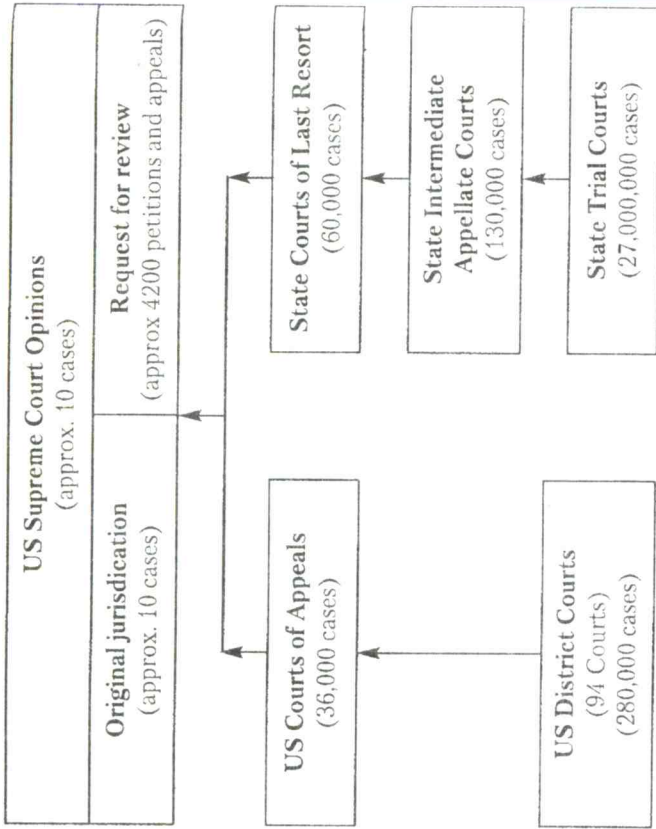 US Supreme Court Opinions
(approx. 10 cases)
Original jurisdication
(approx. 10 cases)
Request for review
(approx 4200 petitions and appeals)
US Courts of Appeals
(36,000 cases)
State Courts of Last Resort
(60,000 cases)
State Intermediate
Appellate Courts
(130,000 cases)
US District Courts
(94 Courts)
(280,000 cases)
State Trial Courts
(27,000,000 cases)